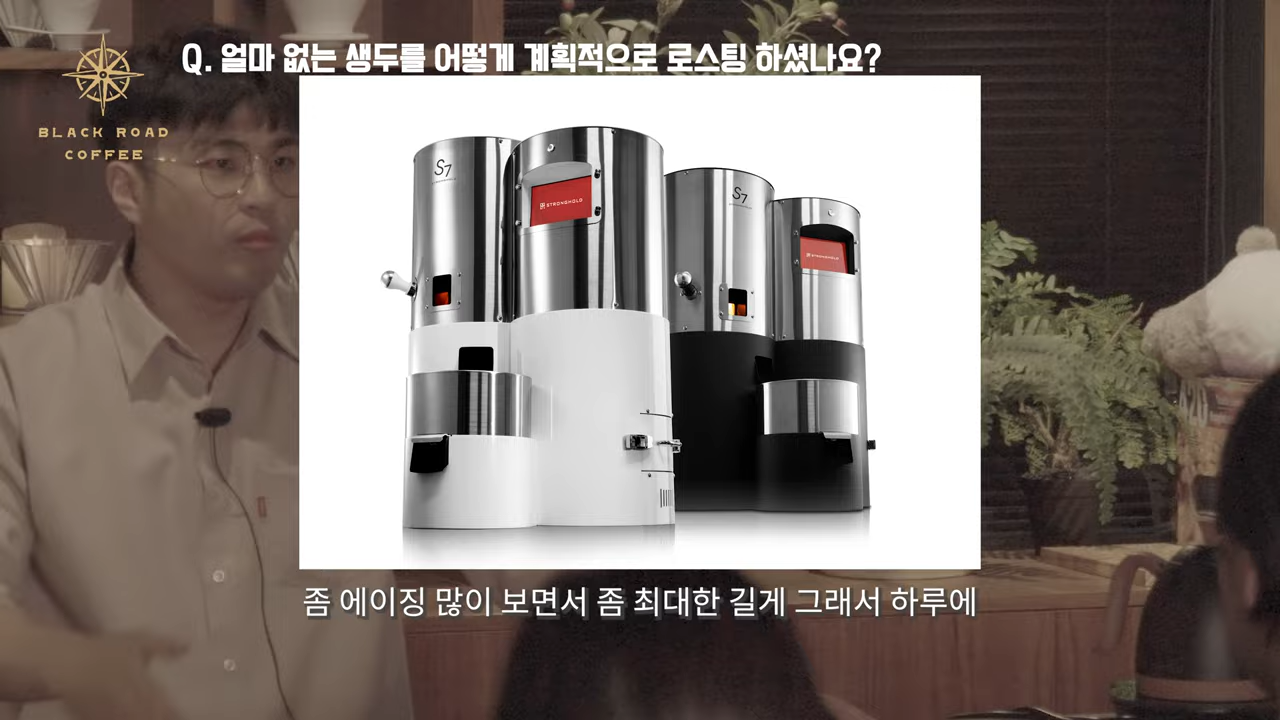 Q. 얼마 없는 생두를 어떻게 계획적으로 로스팅 하셨나요?
BLACK ROAD
COFFEE
S7
STRONGHOLD
S7
STRONGHOLD
좀 에이징 많이 보면서 좀 최대한 길게 그래서 하루에